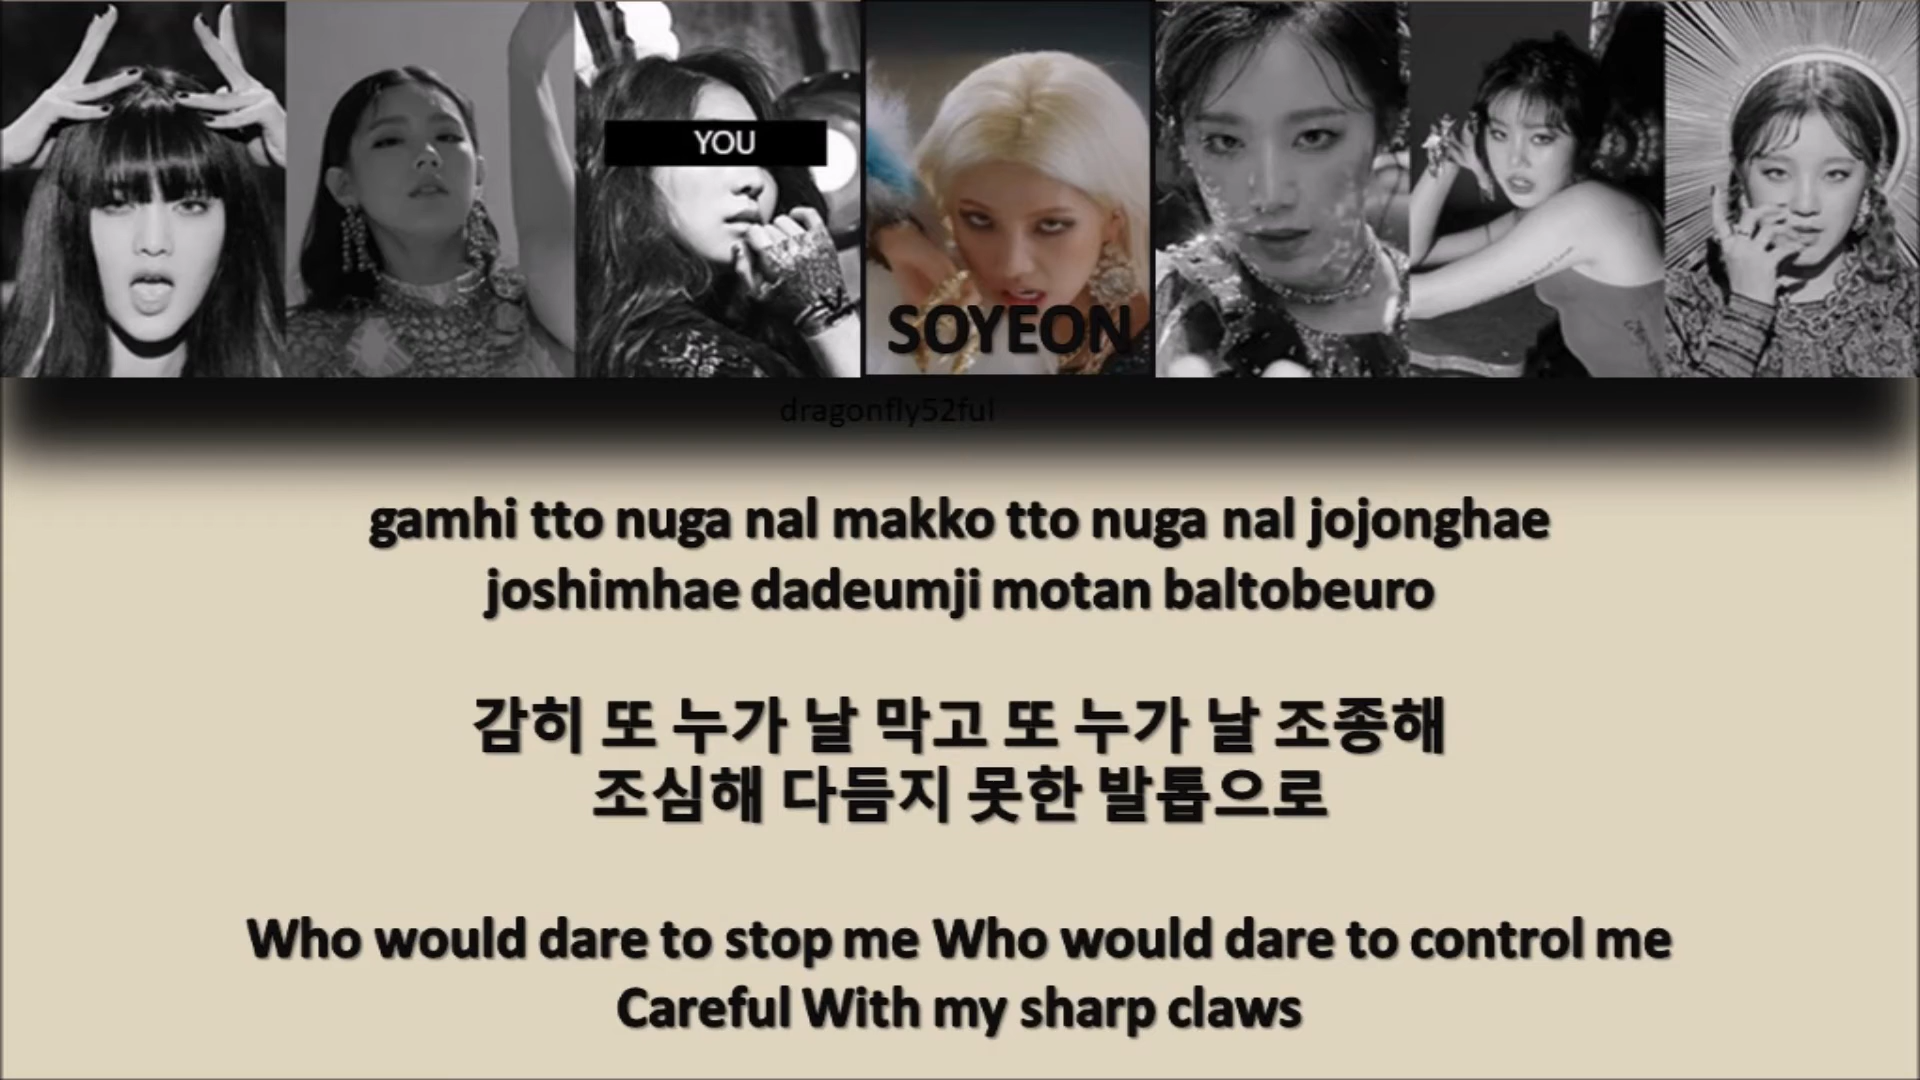 YOU
SOYEON
dragonfly52ful
gamhi tto nuga nal makko tto nuga nal jojonghae
joshimhae dadeumji motan baltobeuro
감히 또 누가 날 막고 또 누가 날 조종해
조심해 다듬지 못한 발톱으로
Who would dare to stop me Who would dare to control me
Careful With my sharp claws